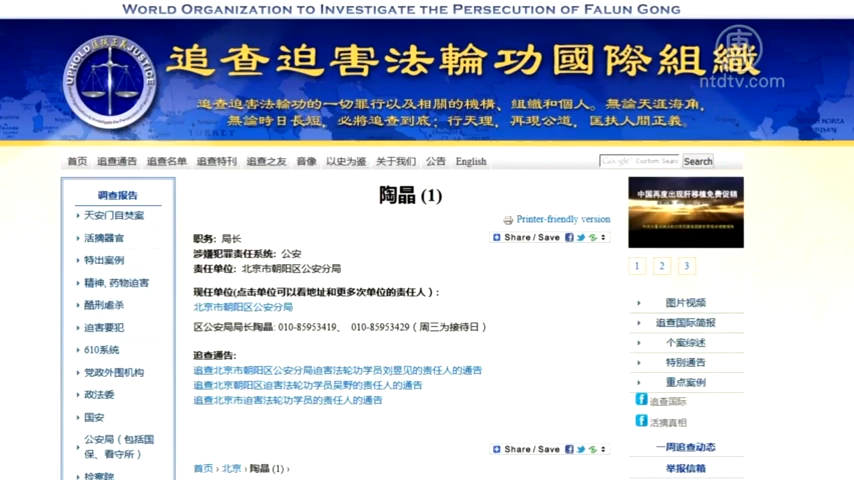 World Organization to Investigate the Persecution of Falun Gong
UPHOLD JUSTICE
追查迫害法輪功國際組織
ntdtv.com
追查迫害法輪功的一切罪行以及相關的機構、組織和個人。無論天涯海角，
無論時日長短，必將追查到底；行天理，再現公道，匡扶人間正義。
首页 追查通告 追查名单 追查特刊 追查之友 音像 以史为鉴 关于我们 公告 English
Google Custom Sear Search
调查报告
天安门自焚案
活摘器官
特出案例
精神, 药物迫害
酷刑虐杀
迫害要犯
610系统
党政外围机构
政法委
国安
公安局（包括国
保、看守所）
检察院
陶晶 (1)
Printer-friendly version
Share / Save
职务: 局长
涉嫌犯罪责任系统: 公安
责任单位: 北京市朝阳区公安分局
现任单位(点击单位可以看地址和更多次单位的责任人）:
北京市朝阳区公安分局
区公安局局长陶晶: 010-85953419、 010-85953429（周三为接待日）
追查通告:
追查北京市朝阳区公安分局迫害法轮功学员刘昱见的责任人的通告
追查北京朝阳区迫害法轮功学员吴野的责任人的通告
追查北京市迫害法轮功学员的责任人的通告
Share / Save
首页 › 北京 › 陶晶 (1) ›
中国再度出现肝移植免费促销
1 2 3
图片视频
追查国际简报
个案综述
特别通告
重点案例
追查国际
活摘真相
一周追查动态
举报信箱